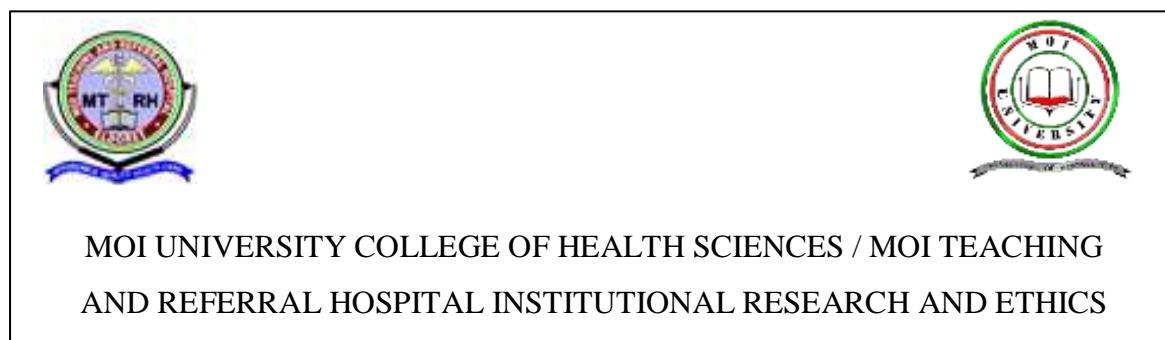 MT RH
MOI
UNIVERSITY
MOI UNIVERSITY COLLEGE OF HEALTH SCIENCES / MOI TEACHING
AND REFERRAL HOSPITAL INSTITUTIONAL RESEARCH AND ETHICS